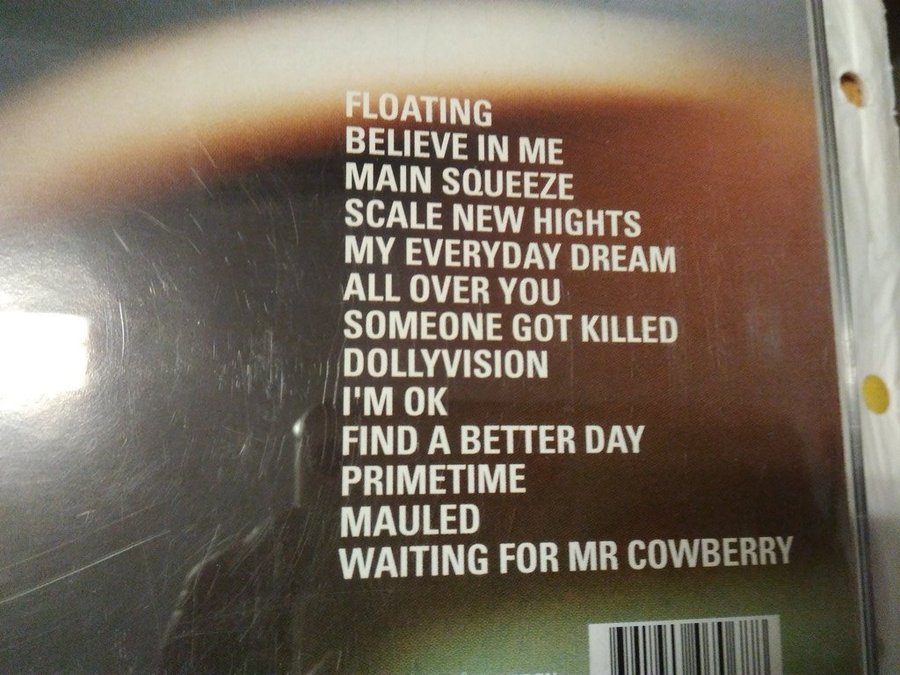 FLOATING
BELIEVE IN ME
MAIN SQUEEZE
SCALE NEW HIGHTS
MY EVERYDAY DREAM
ALL OVER YOU
SOMEONE GOT KILLED
DOLLYVISION
I'M OK
FIND A BETTER DAY
PRIMETIME
MAULED
WAITING FOR MR COWBERRY